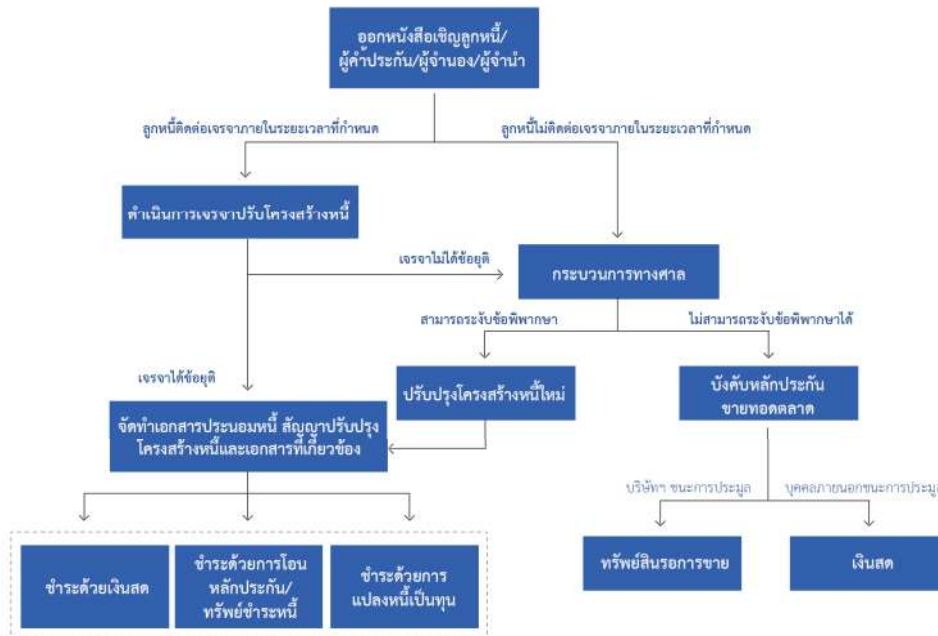 ออกหนังสือเชิญลูกหนี้/
ผู้ค้ำประกัน/ผู้จำนอง/ผู้จำนำ
ลูกหนี้ติดต่อเจรจาภายในระยะเวลาที่กำหนด
ลูกหนี้ไม่ติดต่อเจรจาภายในระยะเวลาที่กำหนด
ดำเนินการเจรจาปรับโครงสร้างหนี้
เจรจาไม่ได้ข้อยุติ
กระบวนการทางศาล
สามารถระงับข้อพิพากษา
ไม่สามารถระงับข้อพิพากษาได้
เจรจาได้ข้อยุติ
ปรับปรุงโครงสร้างหนี้ใหม่
บังคับหลักประกัน
ขายทอดตลาด
จัดทำเอกสารประนอมหนี้ สัญญาปรับปรุง
โครงสร้างหนี้และเอกสารที่เกี่ยวข้อง
บริษัทฯ ชนะการประมูล
บุคคลภายนอกชนะการประมูล
ชำระด้วยเงินสด
ชำระด้วยการโอน
หลักประกัน/
ทรัพย์ชำระหนี้
ชำระด้วยการ
แปลงหนี้เป็นทุน
ทรัพย์สินรอการขาย
เงินสด